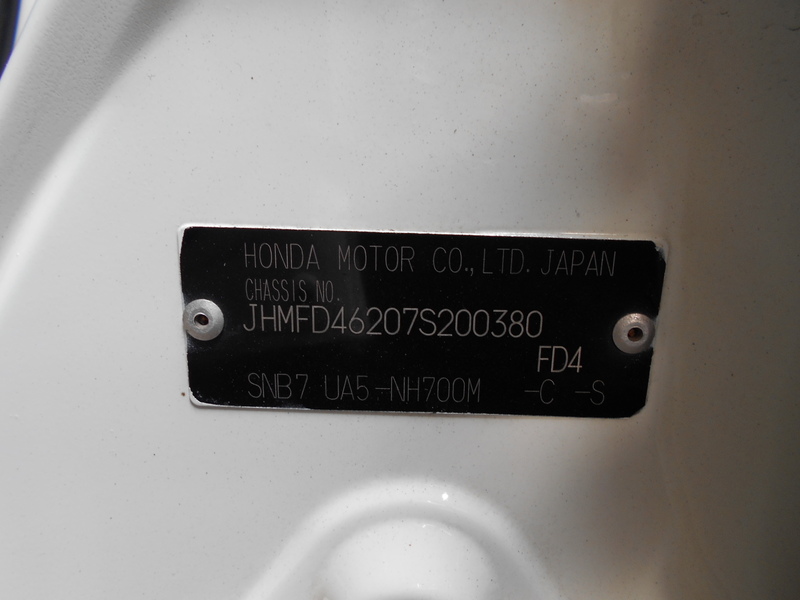 HONDA MOTOR CO.,LTD. JAPAN
CHASSIS NO.
JHMFD46207S200380
FD4
SNB7 UA5-NH700M -C -S